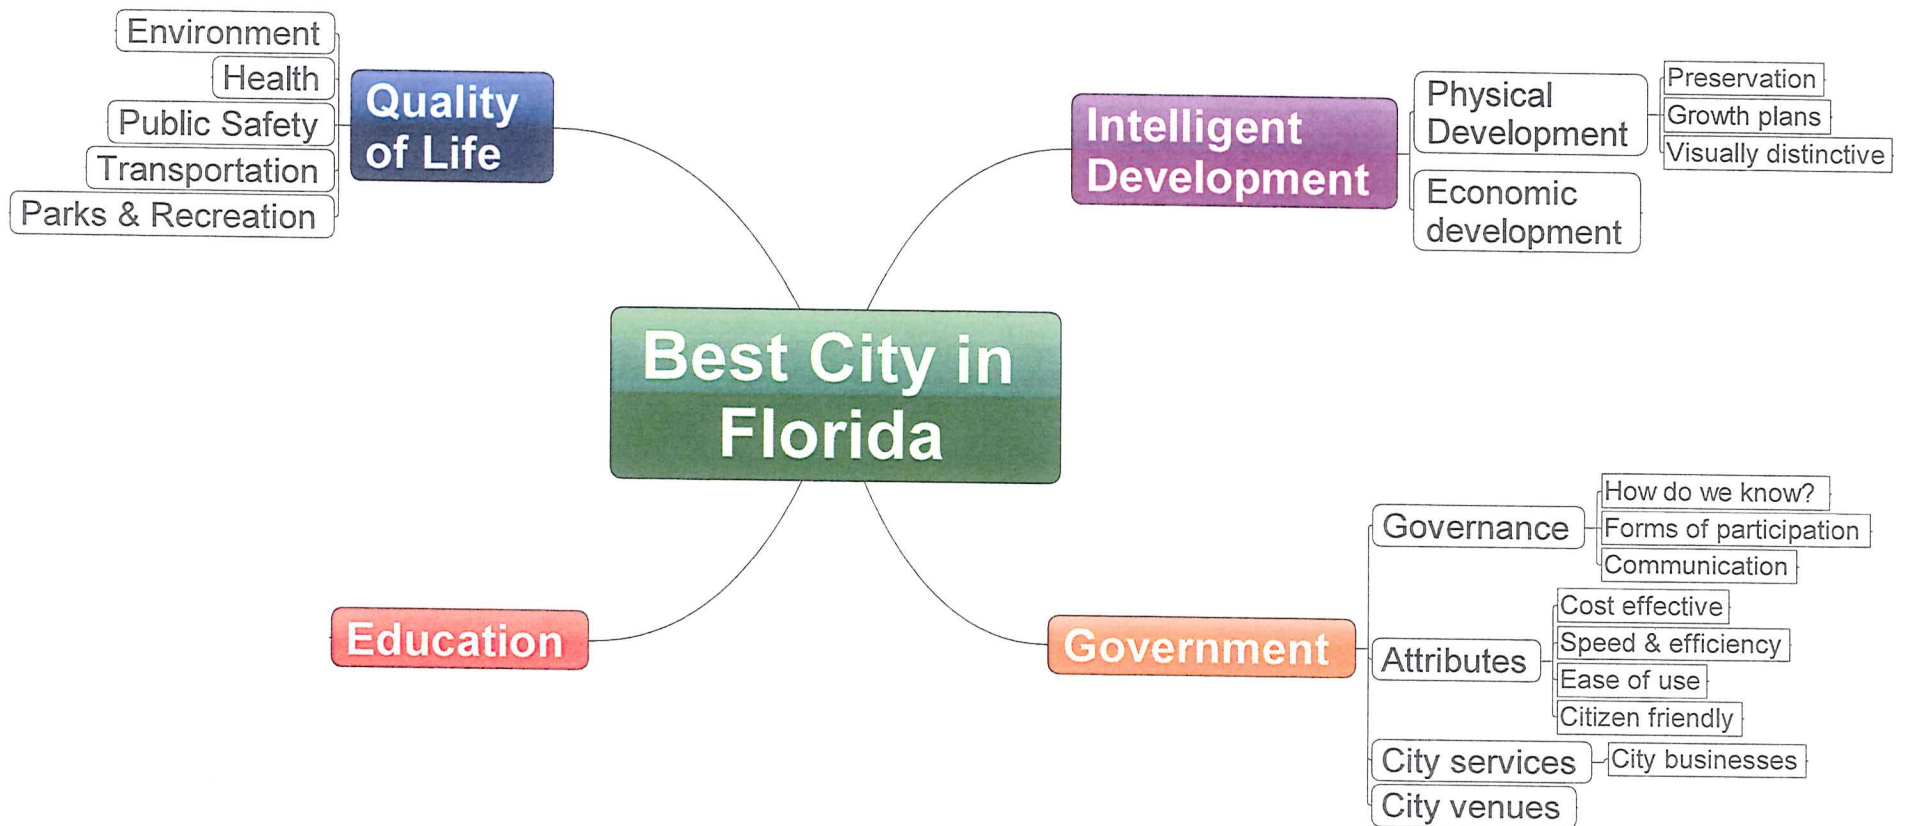 Environment
Health
Public Safety
Transportation
Parks & Recreation
Quality
of Life
Intelligent
Development
Physical
Development
Preservation
Growth plans
Visually distinctive
Economic
development
Best City in
Florida
Education
Government
Governance
How do we know?
Forms of participation
Communication
Attributes
Cost effective
Speed & efficiency
Ease of use
Citizen friendly
City services
City businesses
City venues